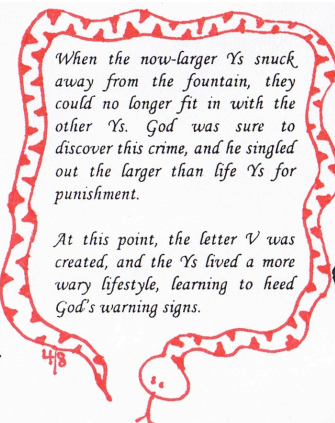 When the now-larger Ys snuck
away from the fountain, they
could no longer fit in with the
other Ys. God was sure to
discover this crime, and he singled
out the larger than life Ys for
punishment.
At this point, the letter V was
created, and the Ys lived a more
wary lifestyle, learning to heed
God's warning signs.
4/8